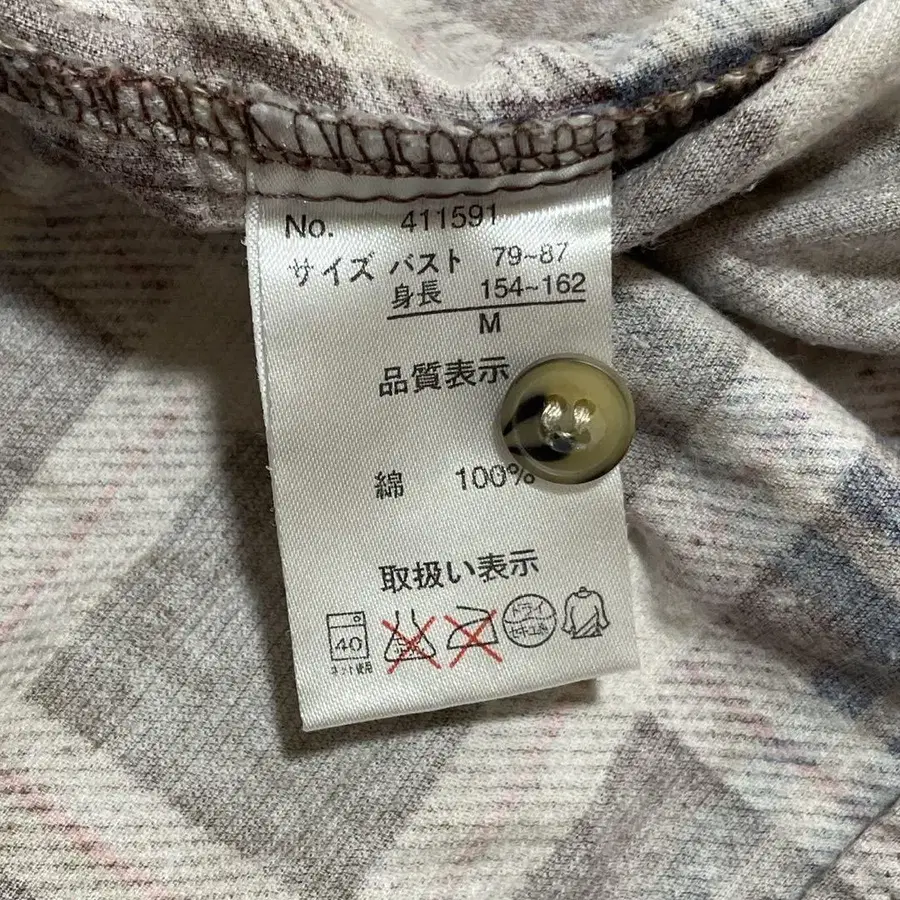 No. 411591
サイズ バスト 79~87
身長 154~162
M
品質表示
綿 100%
取扱い表示
40
ネット使用
ドライ
セキユ系